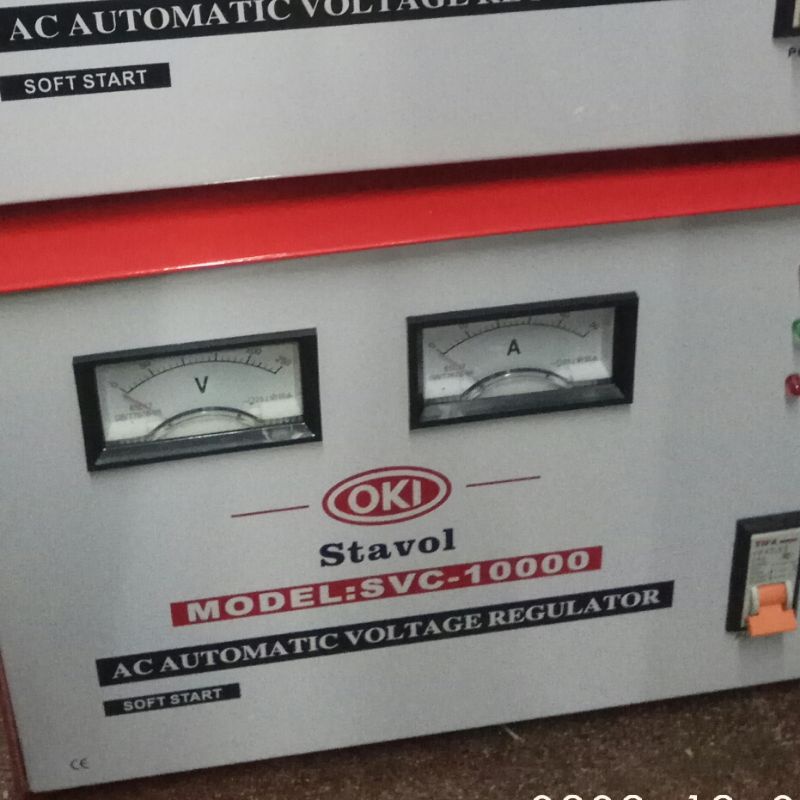 AC AUTOMATIC VOLTAGE
SOFT START
V
A
OKI
Stavol
MODEL:SVC-10000
AC AUTOMATIC VOLTAGE REGULATOR
SOFT START
CE